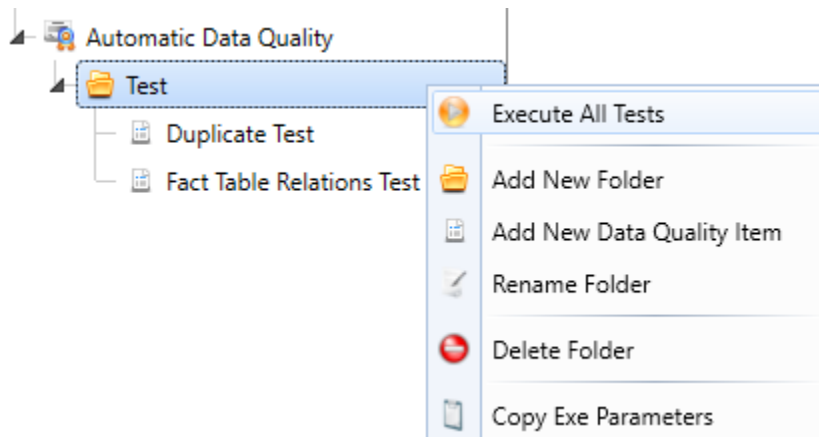 Automatic Data Quality
Test
Duplicate Test
Fact Table Relations Test
Execute All Tests
Add New Folder
Add New Data Quality Item
Rename Folder
Delete Folder
Copy Exe Parameters